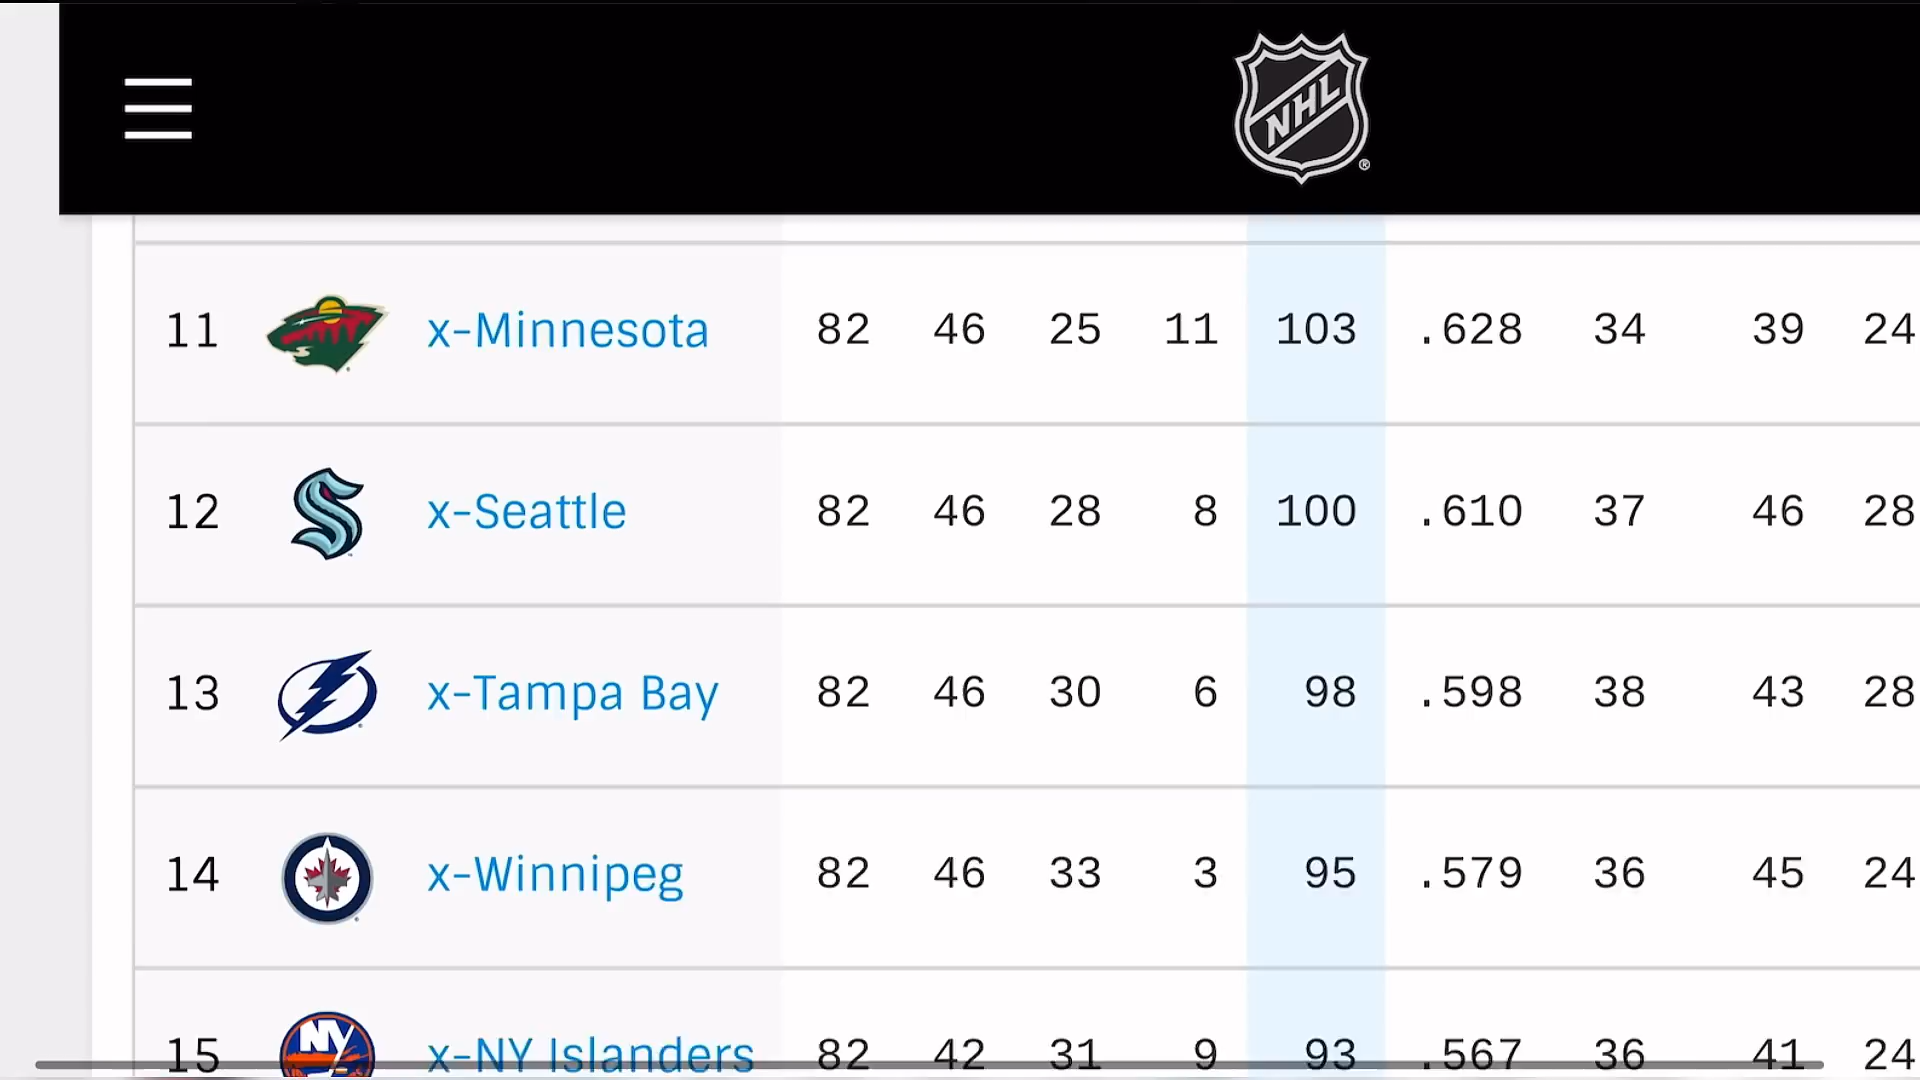 NHL
11 x-Minnesota 82 46 25 11 103 .628 34 39 24
12 x-Seattle 82 46 28 8 100 .610 37 46 28
13 x-Tampa Bay 82 46 30 6 98 .598 38 43 28
14 x-Winnipeg 82 46 33 3 95 .579 36 45 24
NY
15 x-NY Islanders 82 42 31 9 93 .567 36 41 24